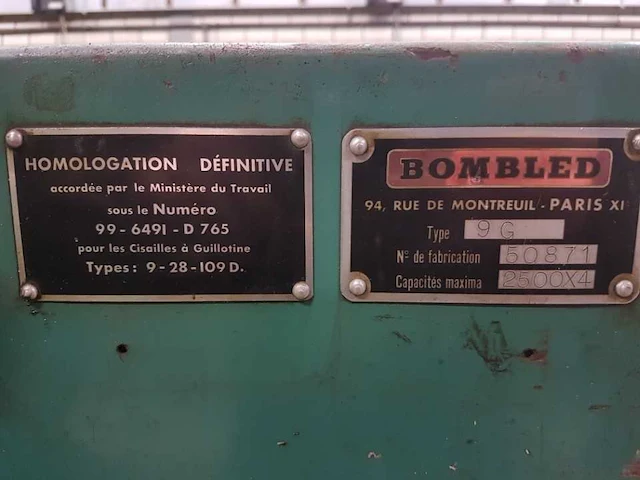 HOMOLOGATION DÉFINITIVE
accordée par le Ministère du Travail
sous le Numéro
99-6491-D 765
pour les Cisailles à Guillotine
Types: 9-28-109 D.
BOMBLED
94, RUE DE MONTREUIL - PARIS XI
Type 9 G
N° de fabrication 50871
Capacités maxima 2500X4